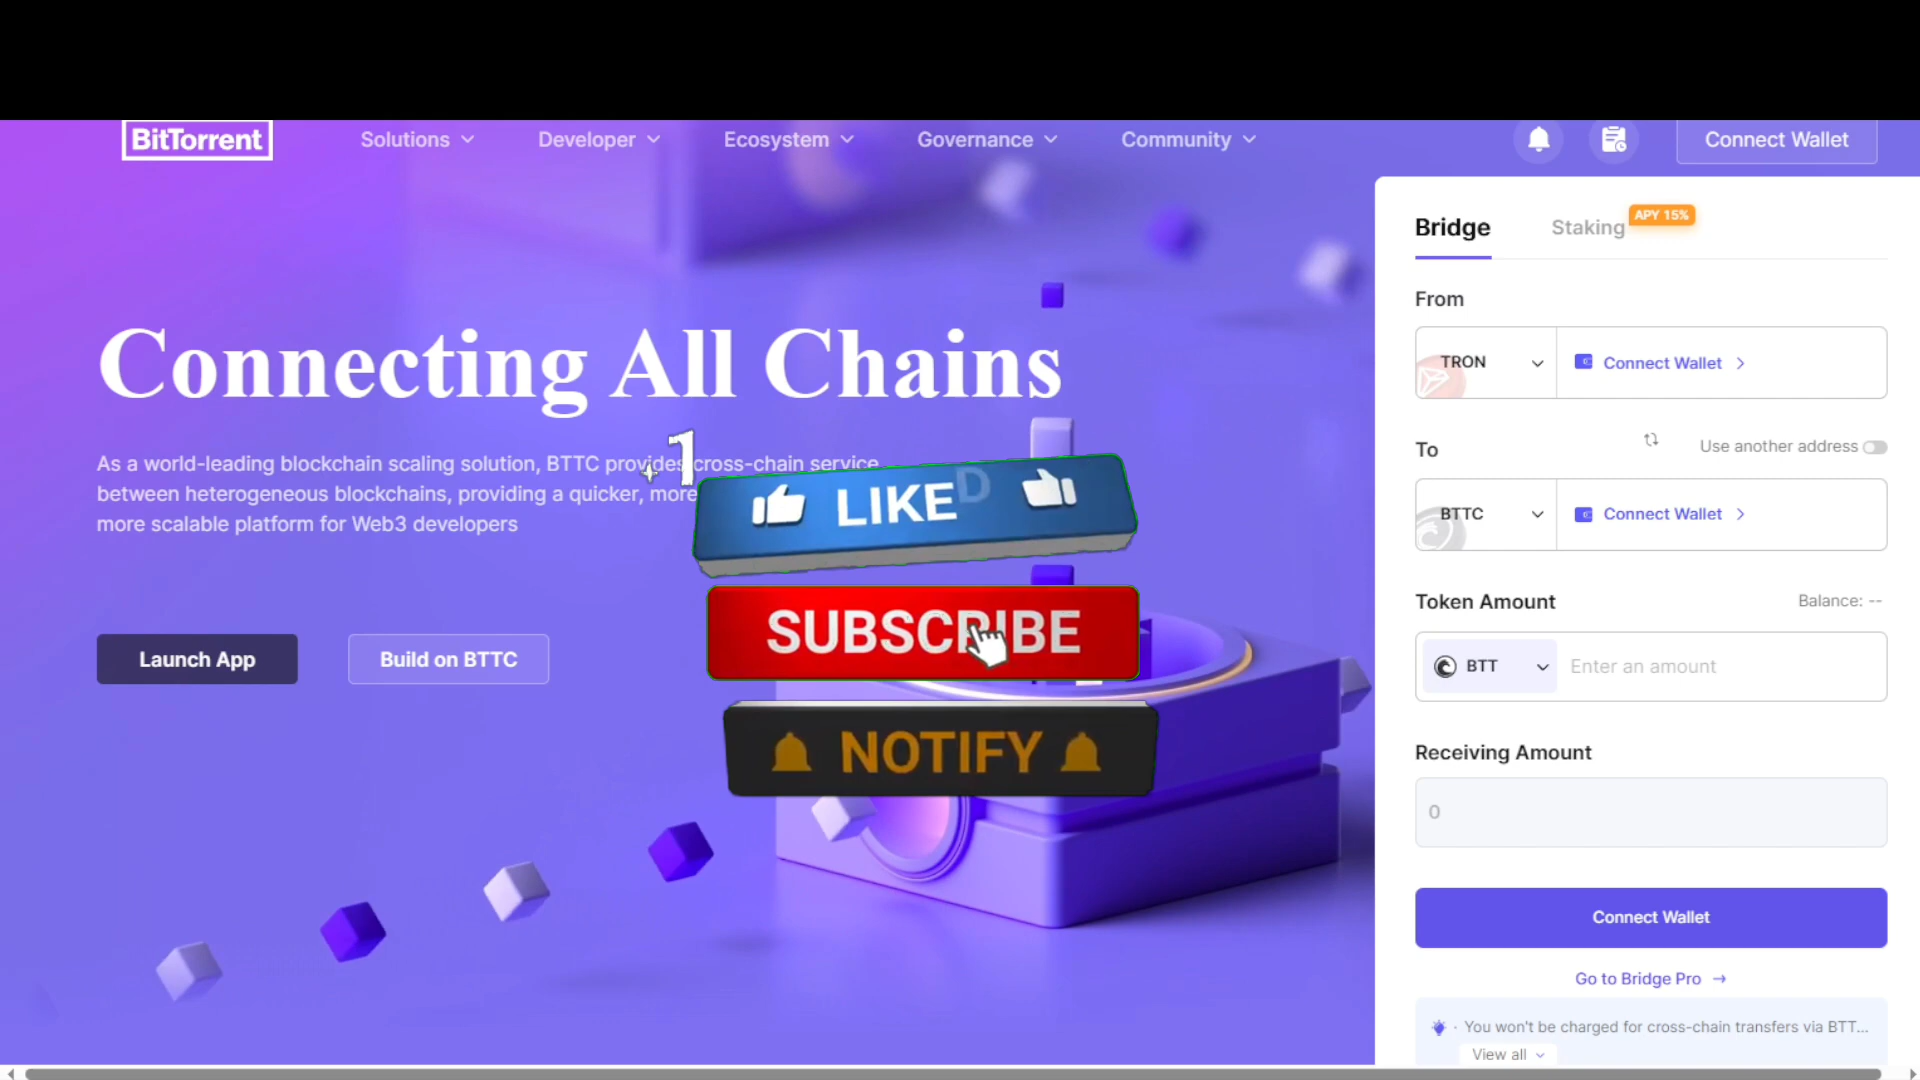 BitTorrent
Solutions
Developer
Ecosystem
Governance
Community
Connect Wallet
Bridge
Staking
APY 15%
From
TRON
Connect Wallet
To
Use another address
BTTC
Connect Wallet
Token Amount
Balance: --
BTT
Enter an amount
Receiving Amount
0
Connect Wallet
Go to Bridge Pro →
· You won't be charged for cross-chain transfers via BTT...
View all
Connecting All Chains
As a world-leading blockchain scaling solution, BTTC provides cross-chain service
between heterogeneous blockchains, providing a quicker, more
more scalable platform for Web3 developers
Launch App
Build on BTTC
+1
LIKED
SUBSCRIBE
NOTIFY